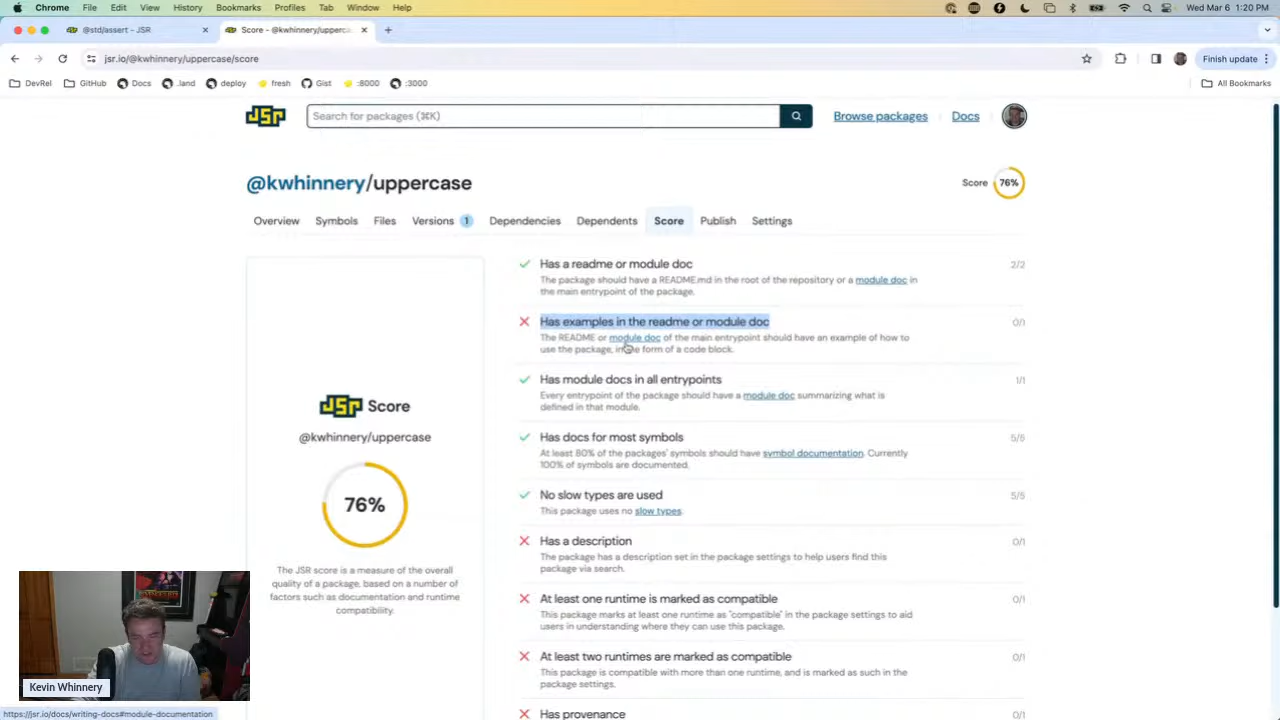 Chrome File Edit View History Bookmarks Profiles Tab Window Help
Wed Mar 6 1:20 PM
@std/assert - JSR
Score - @kwhinnery/upperca
jsr.io/@kwhinnery/uppercase/score
Finish update
DevRel GitHub Docs .land deploy fresh Gist :8000 :3000 All Bookmarks
JSR
Search for packages (⌘K)
Browse packages
Docs
@kwhinnery/uppercase
Score 76%
Overview Symbols Files Versions 1 Dependencies Dependents Score Publish Settings
JSR Score
@kwhinnery/uppercase
76%
The JSR score is a measure of the overall
quality of a package, based on a number of
factors such as documentation and runtime
compatibility.
Has a readme or module doc 2/2
The package should have a README.md in the root of the repository or a module doc in
the main entrypoint of the package.
Has examples in the readme or module doc 0/1
The README or module doc of the main entrypoint should have an example of how to
use the package, in the form of a code block.
Has module docs in all entrypoints 1/1
Every entrypoint of the package should have a module doc summarizing what is
defined in that module.
Has docs for most symbols 5/5
At least 80% of the packages' symbols should have symbol documentation. Currently
100% of symbols are documented.
No slow types are used 5/5
This package uses no slow types.
Has a description 0/1
The package has a description set in the package settings to help users find this
package via search.
At least one runtime is marked as compatible 0/1
This package marks at least one runtime as "compatible" in the package settings to aid
users in understanding where they can use this package.
At least two runtimes are marked as compatible 0/1
This package is compatible with more than one runtime, and is marked as such in the
package settings.
Has provenance 0/1
Kevin Whinnery
https://jsr.io/docs/writing-docs#module-documentation